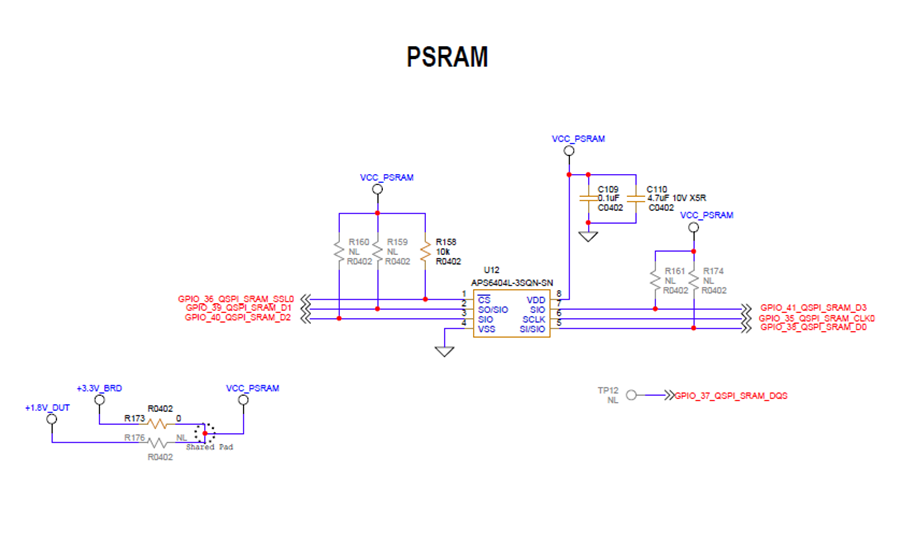 PSRAM
VCC_PSRAM
C109
0.1uF
C0402
C110
4.7uF 10V X5R
C0402
VCC_PSRAM
R160
NL
R0402
R159
NL
R0402
R158
10k
R0402
VCC_PSRAM
R161
NL
R0402
R174
NL
R0402
U12
APS6404L-3SQN-SN
GPIO_36_QSPI_SRAM_SSL0
GPIO_39_QSPI_SRAM_D1
GPIO_40_QSPI_SRAM_D2
1
2
3
4
CS
SO/SIO
SIO
VSS
VDD
SIO
SCLK
SI/SIO
8
7
6
5
GPIO_41_QSPI_SRAM_D3
GPIO_35_QSPI_SRAM_CLK0
GPIO_38_QSPI_SRAM_D0
+3.3V_BRD
+1.8V_DUT
VCC_PSRAM
R0402
R173
0
R176
NL
R0402
Shared Pad
TP12
NL
GPIO_37_QSPI_SRAM_DQS